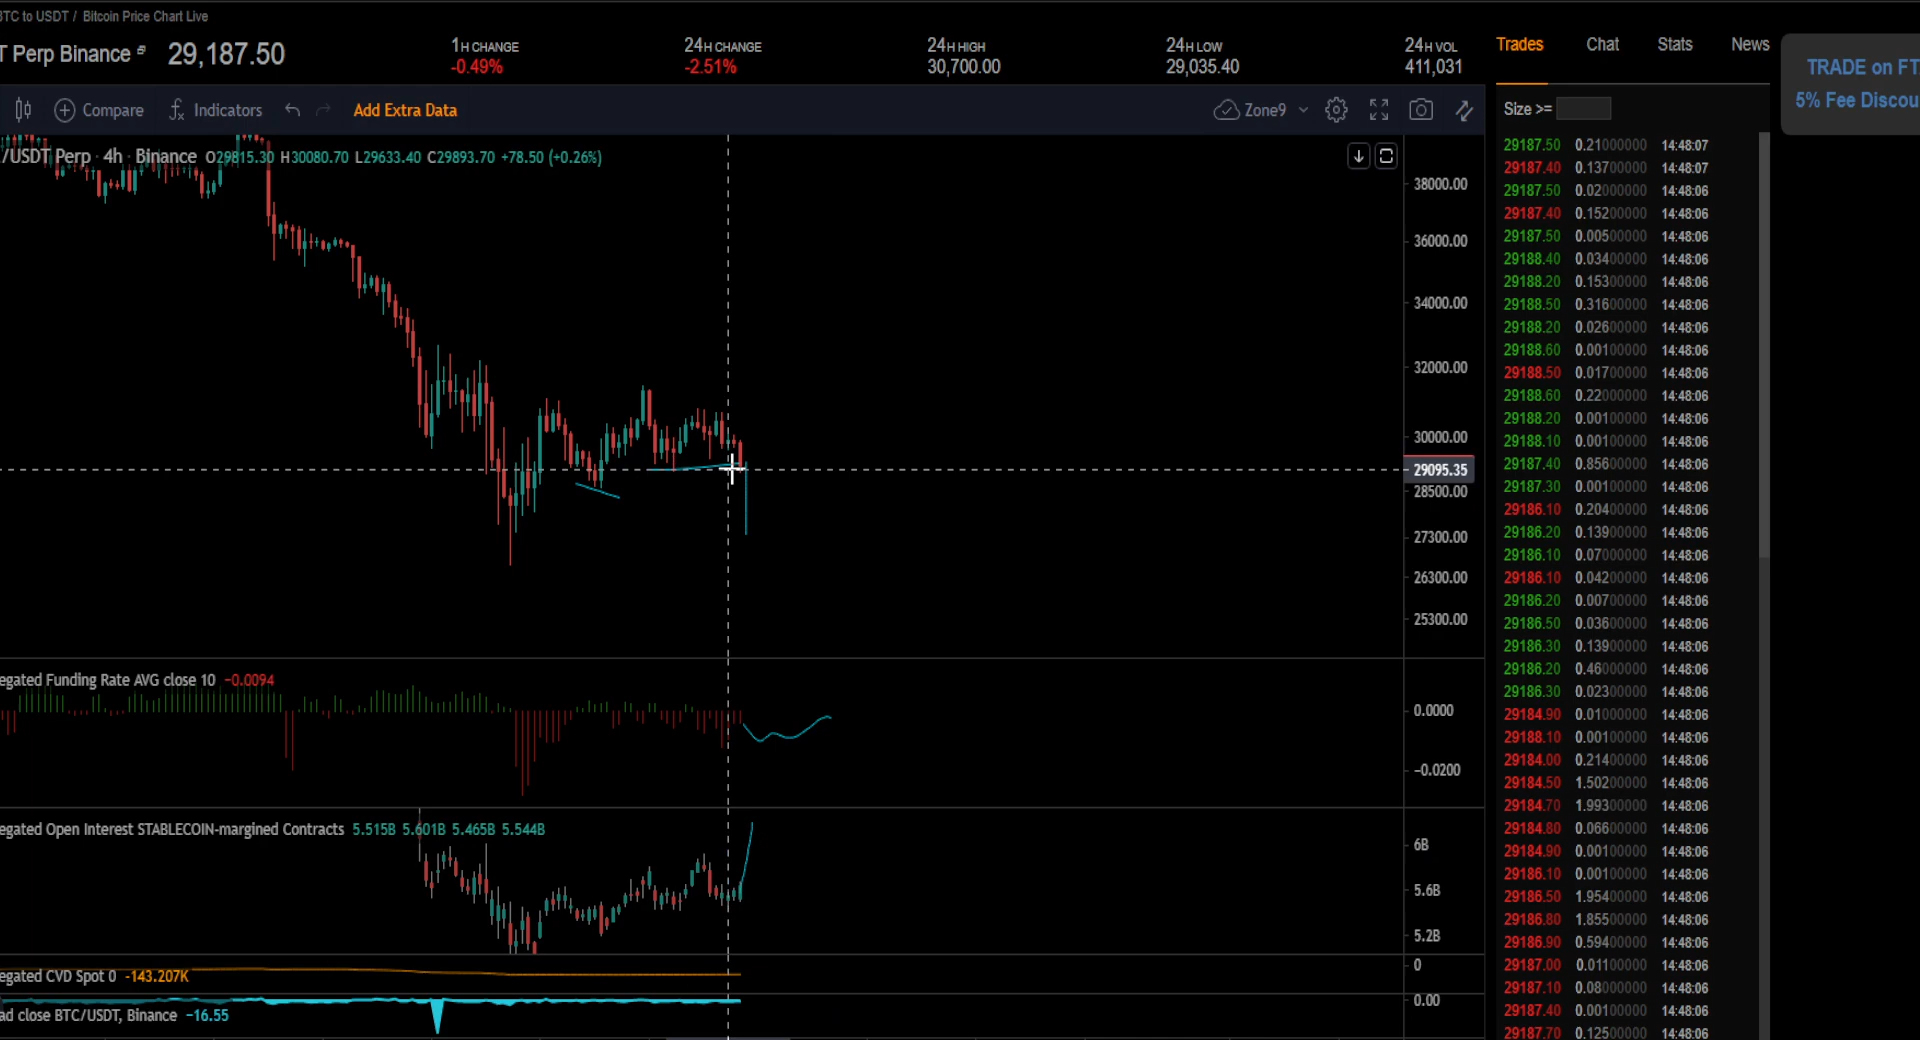 BTC to USDT / Bitcoin Price Chart Live
T Perp Binance 29,187.50
1H CHANGE
-0.49%
24H CHANGE
-2.51%
24H HIGH
30,700.00
24H LOW
29,035.40
24H VOL
411,031
Trades Chat Stats News
TRADE on FT
5% Fee Discou
Compare Indicators Add Extra Data Zone9
Size >=
/USDT Perp · 4h · Binance O29815.30 H30080.70 L29633.40 C29893.70 +78.50 (+0.26%)
38000.00
36000.00
34000.00
32000.00
30000.00
29095.35
28500.00
27300.00
26300.00
25300.00
egated Funding Rate AVG close 10 −0.0094
0.0000
−0.0200
egated Open Interest STABLECOIN-margined Contracts 5.515B 5.601B 5.465B 5.544B
6B
5.6B
5.2B
egated CVD Spot 0 -143.207K
0
0.00
ad close BTC/USDT, Binance −16.55
29187.50 0.21000000 14:48:07
29187.40 0.13700000 14:48:07
29187.50 0.02000000 14:48:06
29187.40 0.15200000 14:48:06
29187.50 0.00500000 14:48:06
29188.40 0.03400000 14:48:06
29188.20 0.15300000 14:48:06
29188.50 0.31600000 14:48:06
29188.20 0.02600000 14:48:06
29188.60 0.00100000 14:48:06
29188.50 0.01700000 14:48:06
29188.60 0.22000000 14:48:06
29188.20 0.00100000 14:48:06
29188.10 0.00100000 14:48:06
29187.40 0.85600000 14:48:06
29187.30 0.00100000 14:48:06
29186.10 0.20400000 14:48:06
29186.20 0.13900000 14:48:06
29186.10 0.07000000 14:48:06
29186.10 0.04200000 14:48:06
29186.20 0.00700000 14:48:06
29186.50 0.03600000 14:48:06
29186.30 0.13900000 14:48:06
29186.20 0.46000000 14:48:06
29186.30 0.02300000 14:48:06
29184.90 0.01000000 14:48:06
29188.10 0.00100000 14:48:06
29184.00 0.21400000 14:48:06
29184.50 1.50200000 14:48:06
29184.70 1.99300000 14:48:06
29184.80 0.06600000 14:48:06
29184.90 0.00100000 14:48:06
29186.10 0.00100000 14:48:06
29186.50 1.95400000 14:48:06
29186.80 1.85500000 14:48:06
29186.90 0.59400000 14:48:06
29187.00 0.01100000 14:48:06
29187.10 0.08000000 14:48:06
29187.40 0.00100000 14:48:06
29187.70 0.12500000 14:48:06